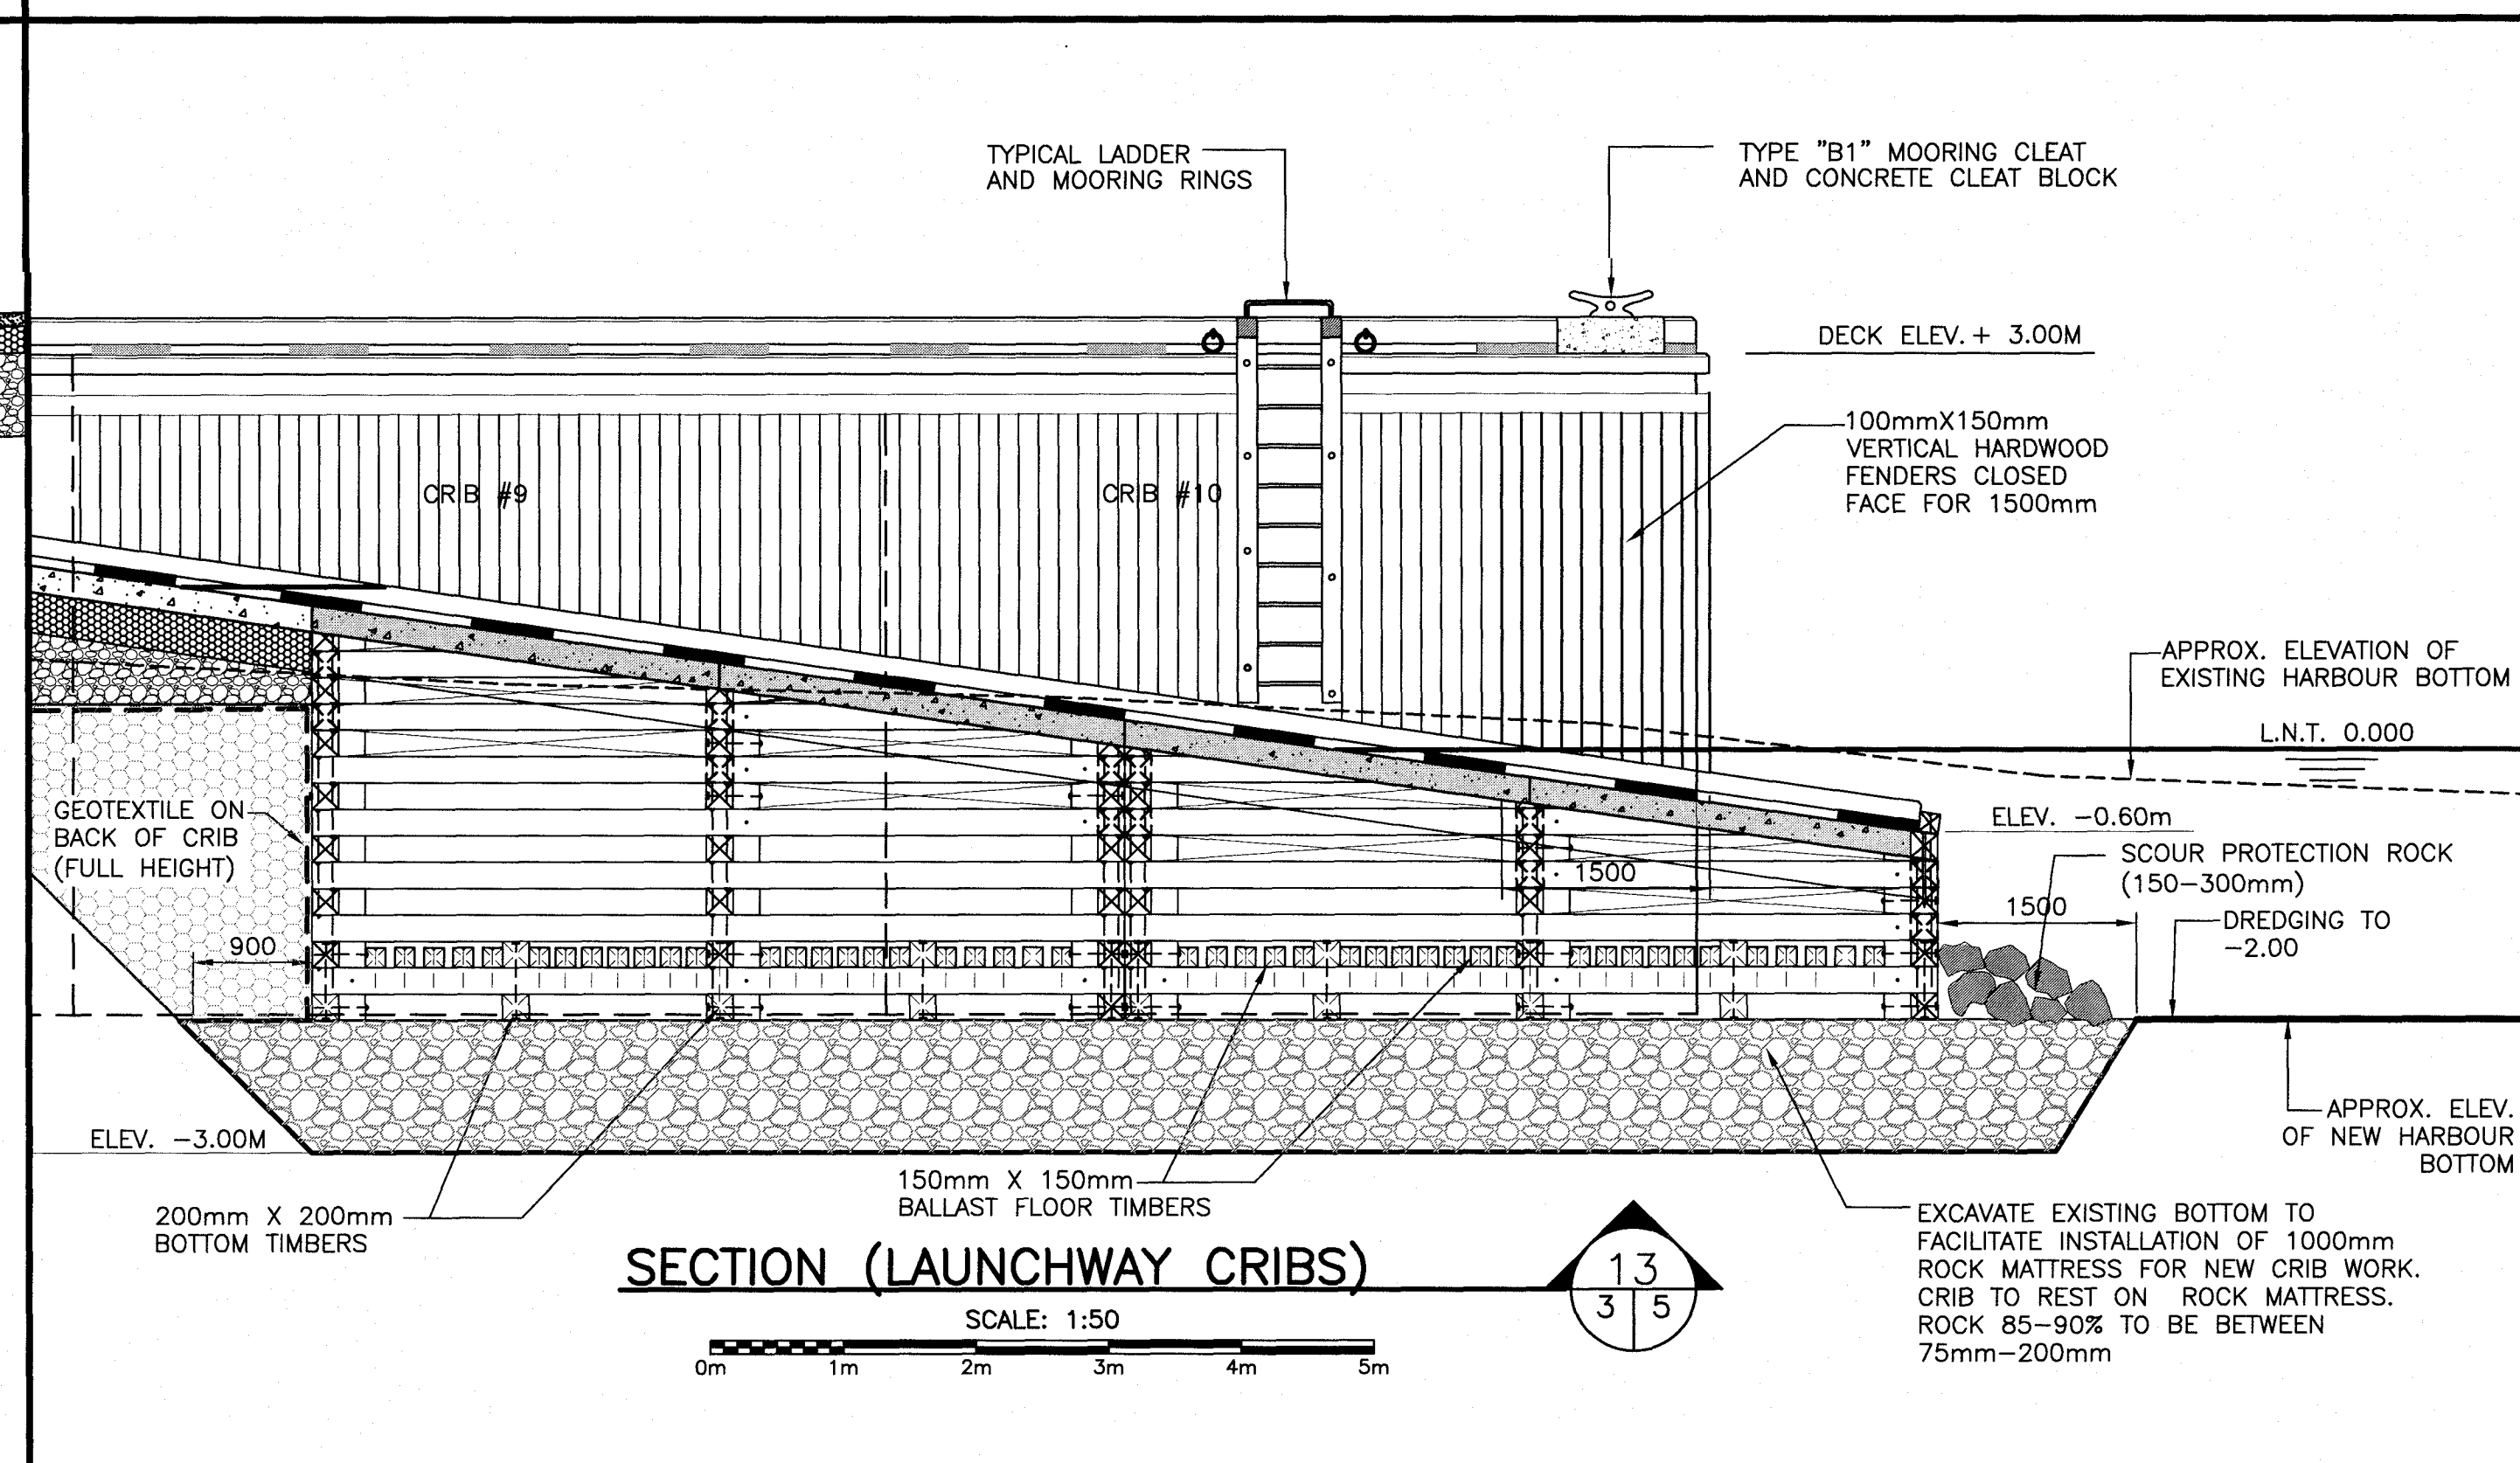 TYPICAL LADDER
AND MOORING RINGS
TYPE "B1" MOORING CLEAT
AND CONCRETE CLEAT BLOCK
DECK ELEV. + 3.00M
100mmX150mm
VERTICAL HARDWOOD
FENDERS CLOSED
FACE FOR 1500mm
CRIB #9
CRIB #10
APPROX. ELEVATION OF
EXISTING HARBOUR BOTTOM
L.N.T. 0.000
GEOTEXTILE ON
BACK OF CRIB
(FULL HEIGHT)
ELEV. -0.60m
SCOUR PROTECTION ROCK
(150-300mm)
1500
1500
DREDGING TO
-2.00
900
ELEV. -3.00M
APPROX. ELEV.
OF NEW HARBOUR
BOTTOM
150mm X 150mm
BALLAST FLOOR TIMBERS
200mm X 200mm
BOTTOM TIMBERS
EXCAVATE EXISTING BOTTOM TO
FACILITATE INSTALLATION OF 1000mm
ROCK MATTRESS FOR NEW CRIB WORK.
CRIB TO REST ON ROCK MATTRESS.
ROCK 85-90% TO BE BETWEEN
75mm-200mm
SECTION (LAUNCHWAY CRIBS)
13
3 5
SCALE: 1:50
0m 1m 2m 3m 4m 5m